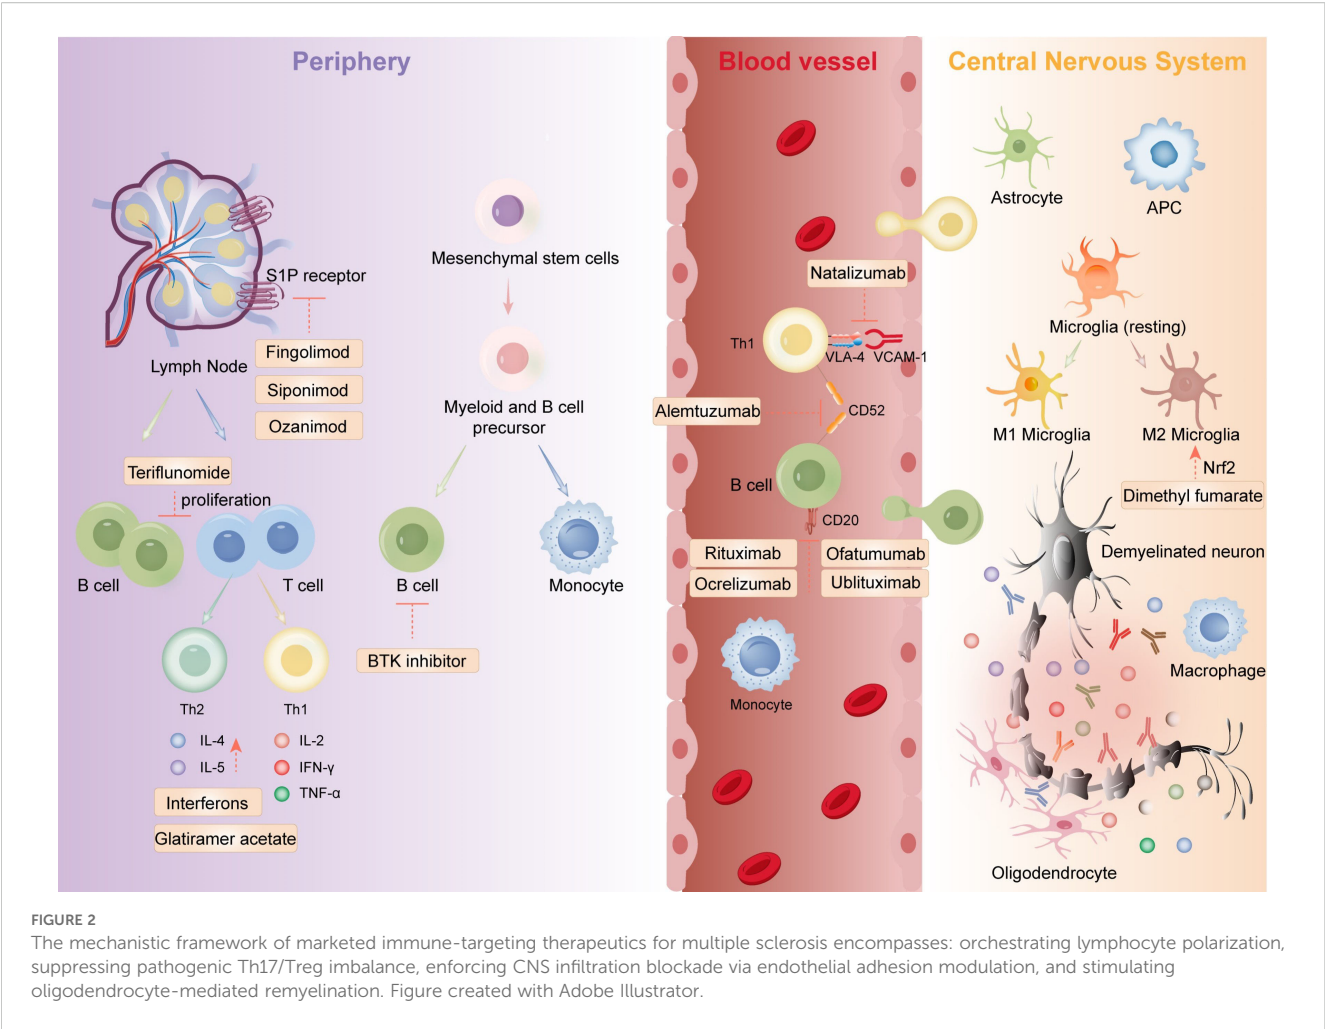 Periphery
Blood vessel
Central Nervous System
S1P receptor
Fingolimod
Siponimod
Ozanimod
Lymph Node
Teriflunomide
proliferation
B cell
T cell
Th2
Th1
IL-4
IL-5
IL-2
IFN-γ
TNF-α
Interferons
Glatiramer acetate
Mesenchymal stem cells
Myeloid and B cell
precursor
B cell
Monocyte
BTK inhibitor
Natalizumab
Th1
VLA-4
VCAM-1
Alemtuzumab
CD52
B cell
CD20
Rituximab
Ofatumumab
Ocrelizumab
Ublituximab
Monocyte
Astrocyte
APC
Microglia (resting)
M1 Microglia
M2 Microglia
Nrf2
Dimethyl fumarate
Demyelinated neuron
Macrophage
Oligodendrocyte
FIGURE 2
The mechanistic framework of marketed immune-targeting therapeutics for multiple sclerosis encompasses: orchestrating lymphocyte polarization,
suppressing pathogenic Th17/Treg imbalance, enforcing CNS infiltration blockade via endothelial adhesion modulation, and stimulating
oligodendrocyte-mediated remyelination. Figure created with Adobe Illustrator.